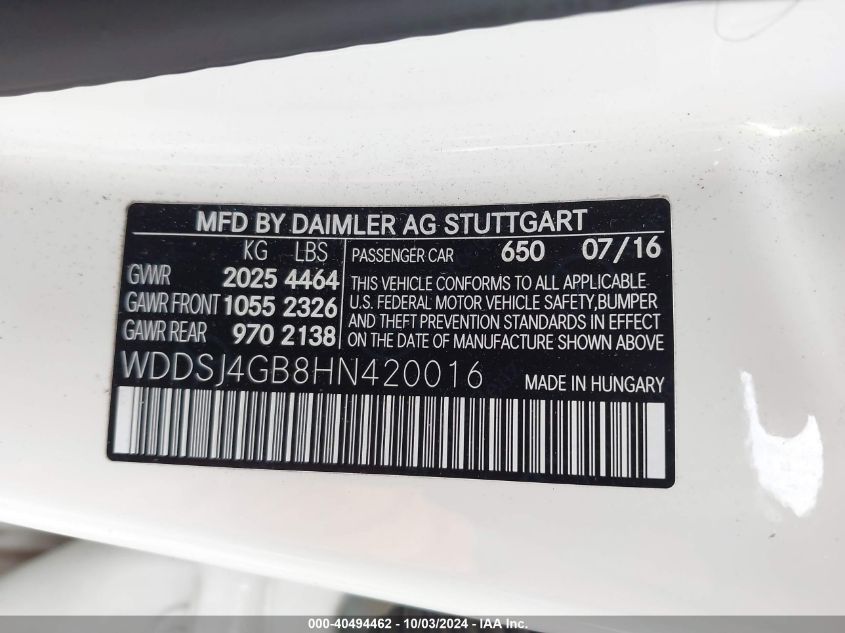 MFD BY DAIMLER AG STUTTGART
KG LBS
GVWR 2025 4464
GAWR FRONT 1055 2326
GAWR REAR 970 2138
PASSENGER CAR 650 07/16
THIS VEHICLE CONFORMS TO ALL APPLICABLE
U.S. FEDERAL MOTOR VEHICLE SAFETY,BUMPER
AND THEFT PREVENTION STANDARDS IN EFFECT
ON THE DATE OF MANUFACTURE SHOWN ABOVE.
WDDSJ4GB8HN420016 MADE IN HUNGARY
000-40494462 - 10/03/2024 - IAA Inc.